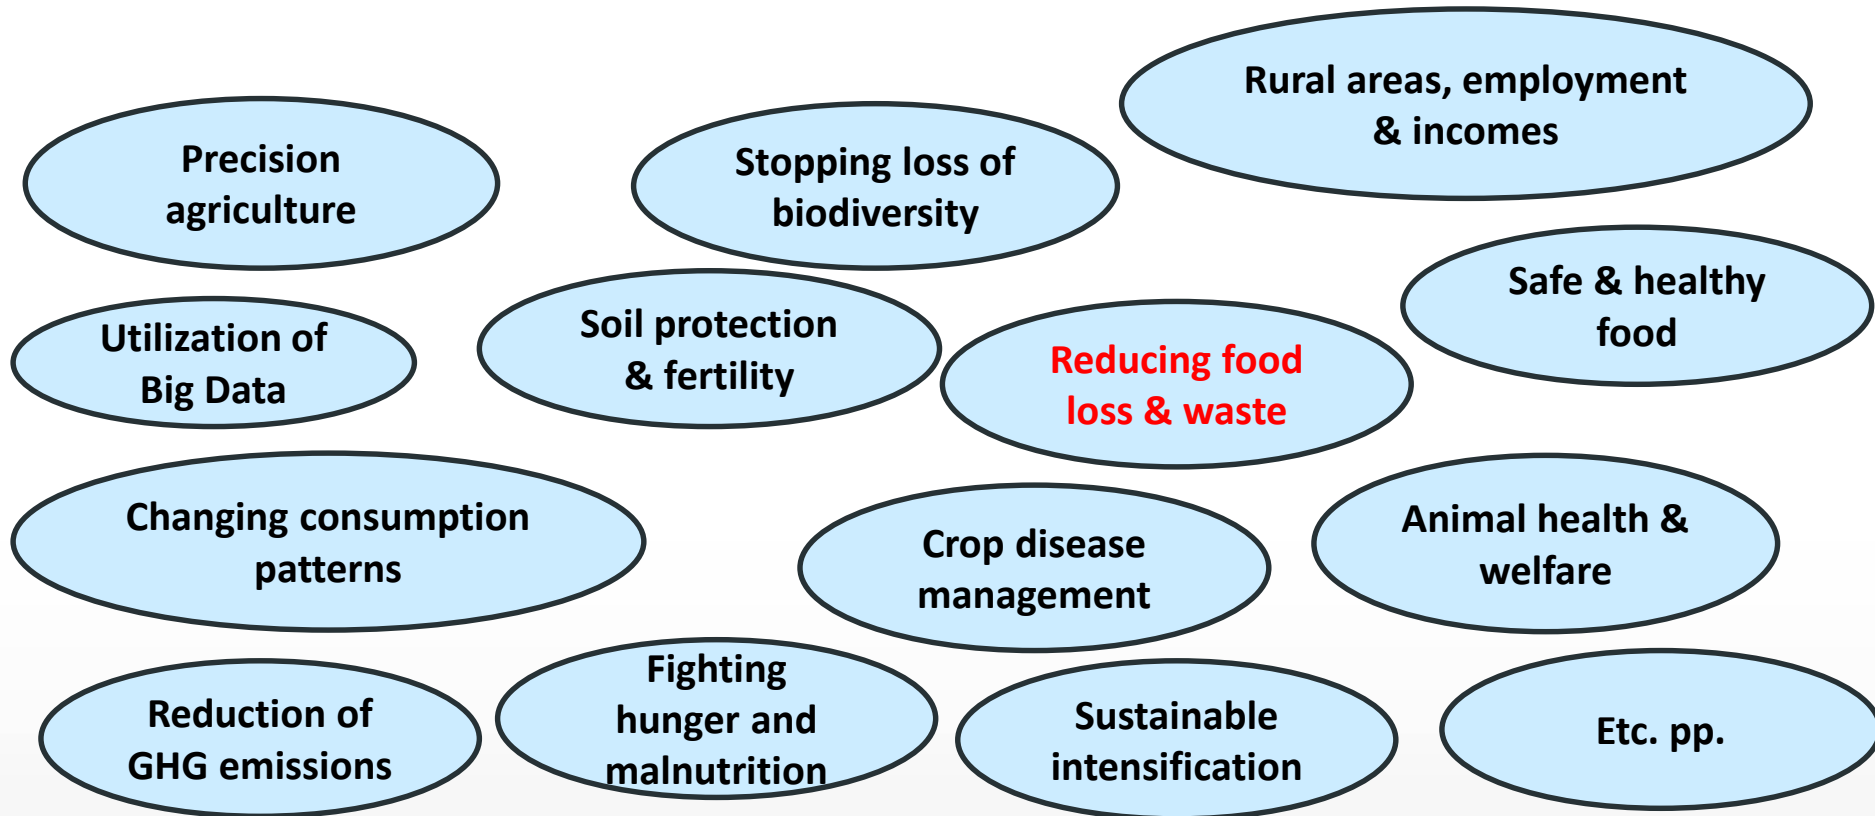 Rural areas, employment
& incomes
Precision
agriculture
Stopping loss of
biodiversity
Safe & healthy
food
Utilization of
Big Data
Soil protection
& fertility
Reducing food
loss & waste
Changing consumption
patterns
Crop disease
management
Animal health &
welfare
Reduction of
GHG emissions
Fighting
hunger and
malnutrition
Sustainable
intensification
Etc. pp.